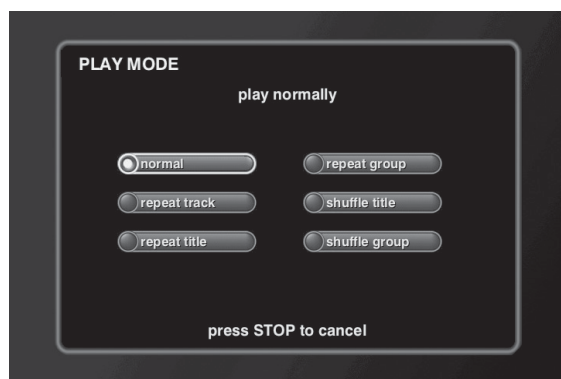 PLAY MODE
play normally
normal
repeat group
repeat track
shuffle title
repeat title
shuffle group
press STOP to cancel